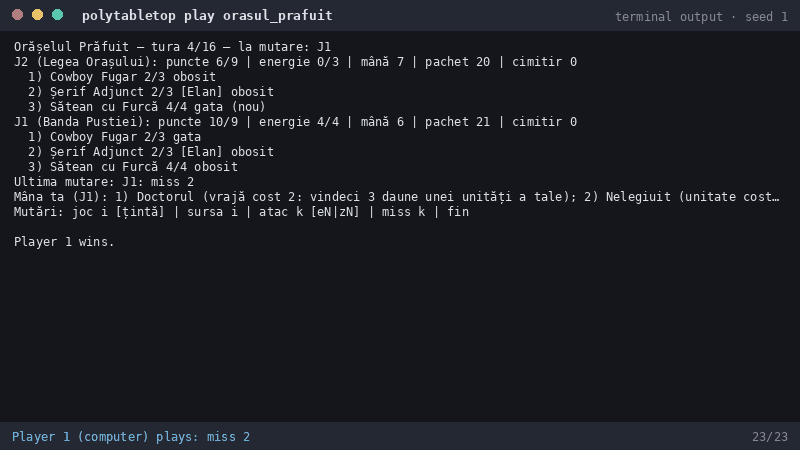 polytabletop play orasul_prafuit
terminal output · seed 1
Orășelul Prăfuit — tura 4/16 — la mutare: J1
J2 (Legea Orașului): puncte 6/9 | energie 0/3 | mână 7 | pachet 20 | cimitir 0
1) Cowboy Fugar 2/3 obosit
2) Șerif Adjunct 2/3 [Elan] obosit
3) Sătean cu Furcă 4/4 gata (nou)
J1 (Banda Pustiei): puncte 10/9 | energie 4/4 | mână 6 | pachet 21 | cimitir 0
1) Cowboy Fugar 2/3 gata
2) Șerif Adjunct 2/3 [Elan] obosit
3) Sătean cu Furcă 4/4 obosit
Ultima mutare: J1: miss 2
Mâna ta (J1): 1) Doctorul (vrajă cost 2: vindeci 3 daune unei unități a tale); 2) Nelegiuit (unitate cost…
Mutări: joc i [țintă] | sursa i | atac k [eN|zN] | miss k | fin
Player 1 wins.
Player 1 (computer) plays: miss 2
23/23